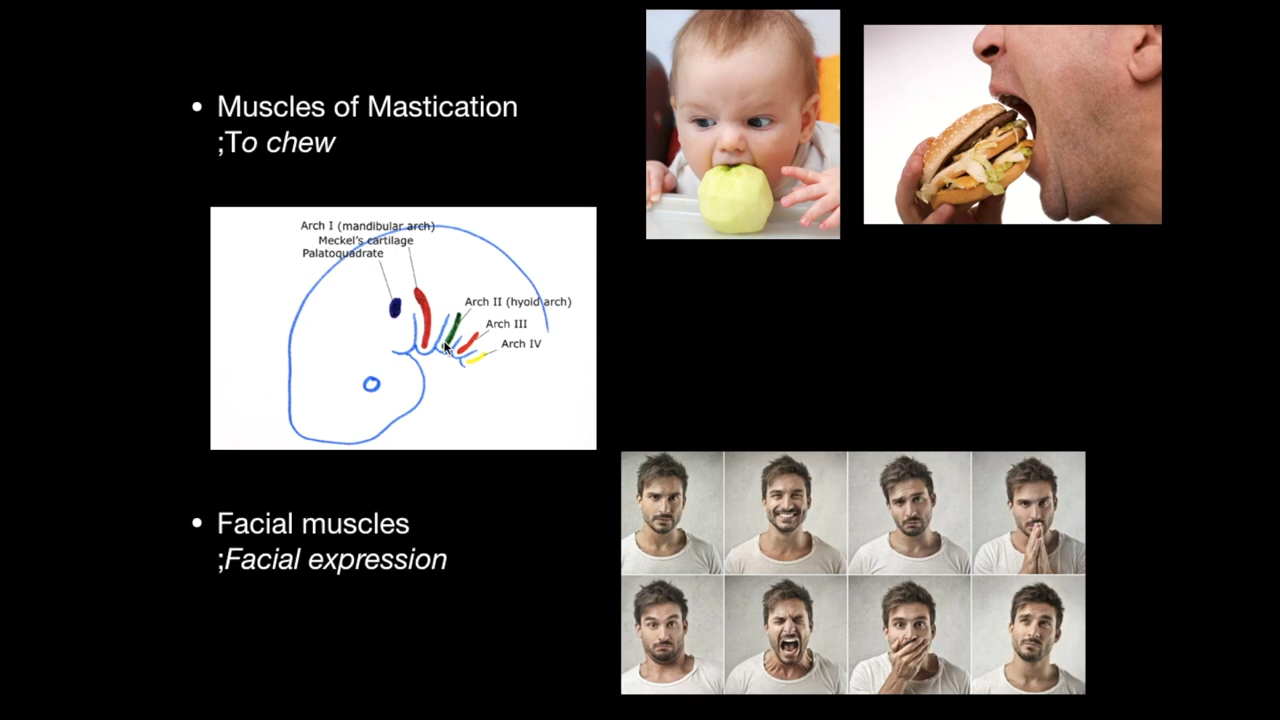 • Muscles of Mastication
;To chew
Arch I (mandibular arch)
Meckel's cartilage
Palatoquadrate
Arch II (hyoid arch)
Arch III
Arch IV
• Facial muscles
;Facial expression